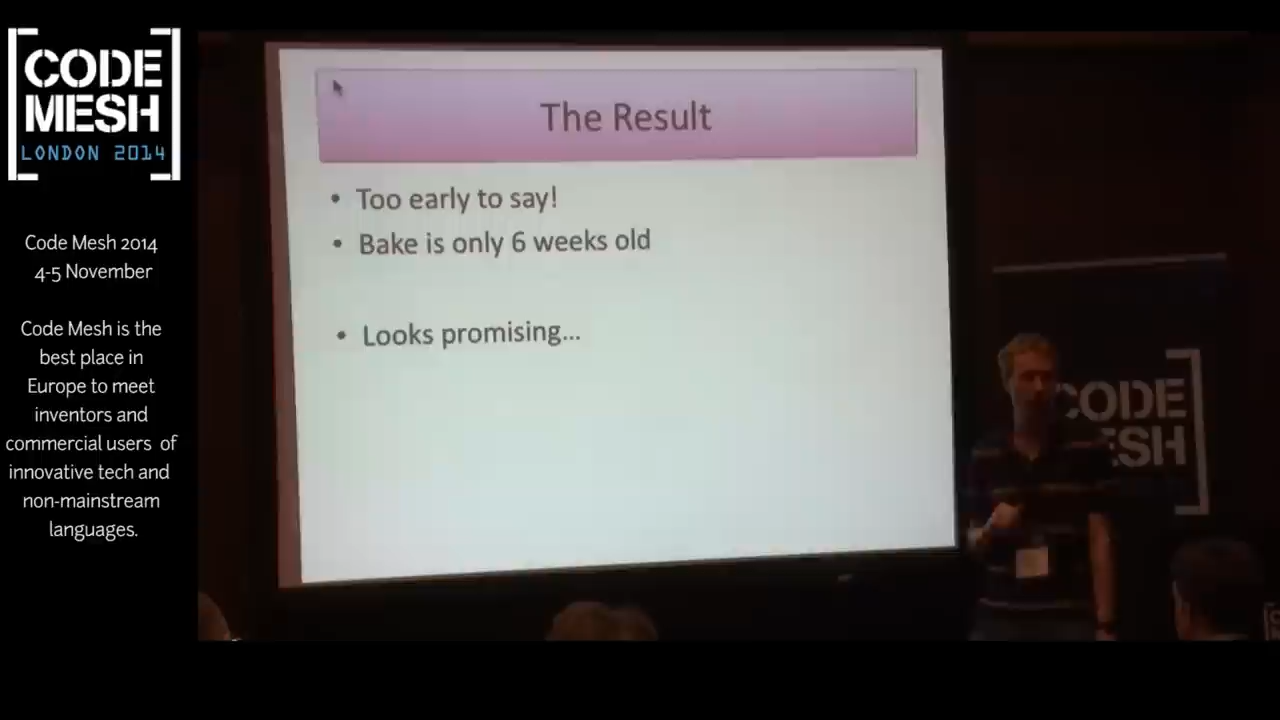 CODE
MESH
LONDON 2014
Code Mesh 2014
4-5 November
Code Mesh is the
best place in
Europe to meet
inventors and
commercial users of
innovative tech and
non-mainstream
languages.
The Result
• Too early to say!
• Bake is only 6 weeks old
• Looks promising...
CODE
ESH